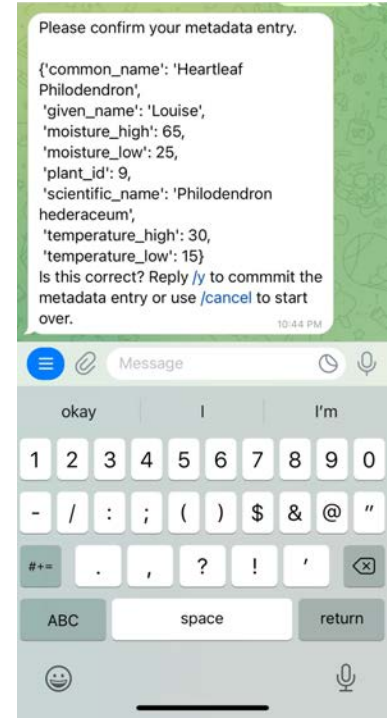 Please confirm your metadata entry.
{'common_name': 'Heartleaf
Philodendron',
'given_name': 'Louise',
'moisture_high': 65,
'moisture_low': 25,
'plant_id': 9,
'scientific_name': 'Philodendron
hederaceum',
'temperature_high': 30,
'temperature_low': 15}
Is this correct? Reply /y to commmit the
metadata entry or use /cancel to start
over.
10:44 PM
Message
okay I I'm
1 2 3 4 5 6 7 8 9 0
- / : ; ( ) $ & @ "
#+= . , ? ! '
ABC space return